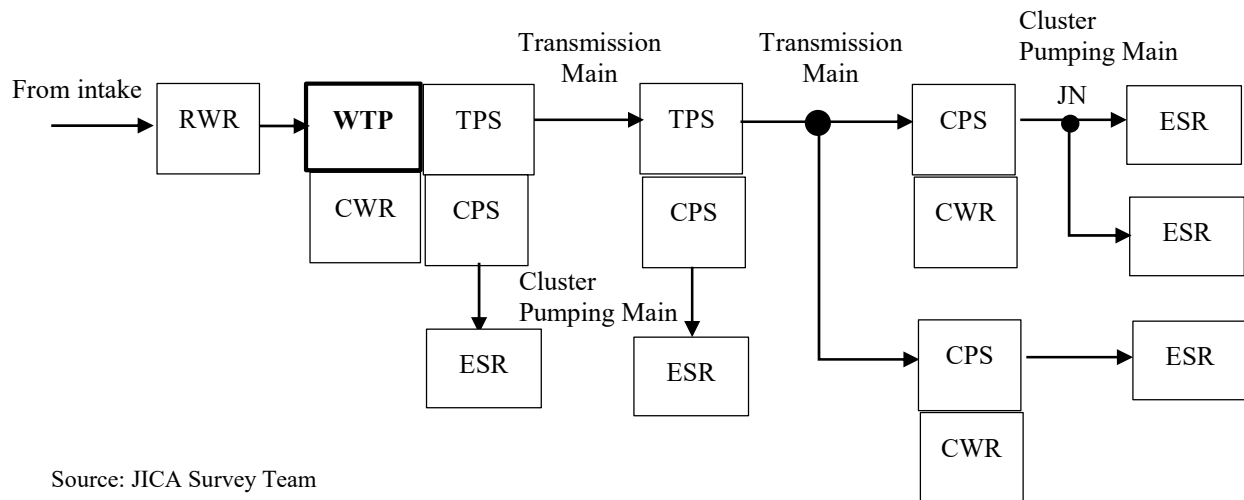 Transmission
Main
Transmission
Main
Cluster
Pumping Main
From intake
RWR
WTP
TPS
TPS
CPS
JN
ESR
CWR
CPS
CPS
CWR
ESR
Cluster
Pumping Main
ESR
ESR
CPS
ESR
CWR
Source: JICA Survey Team